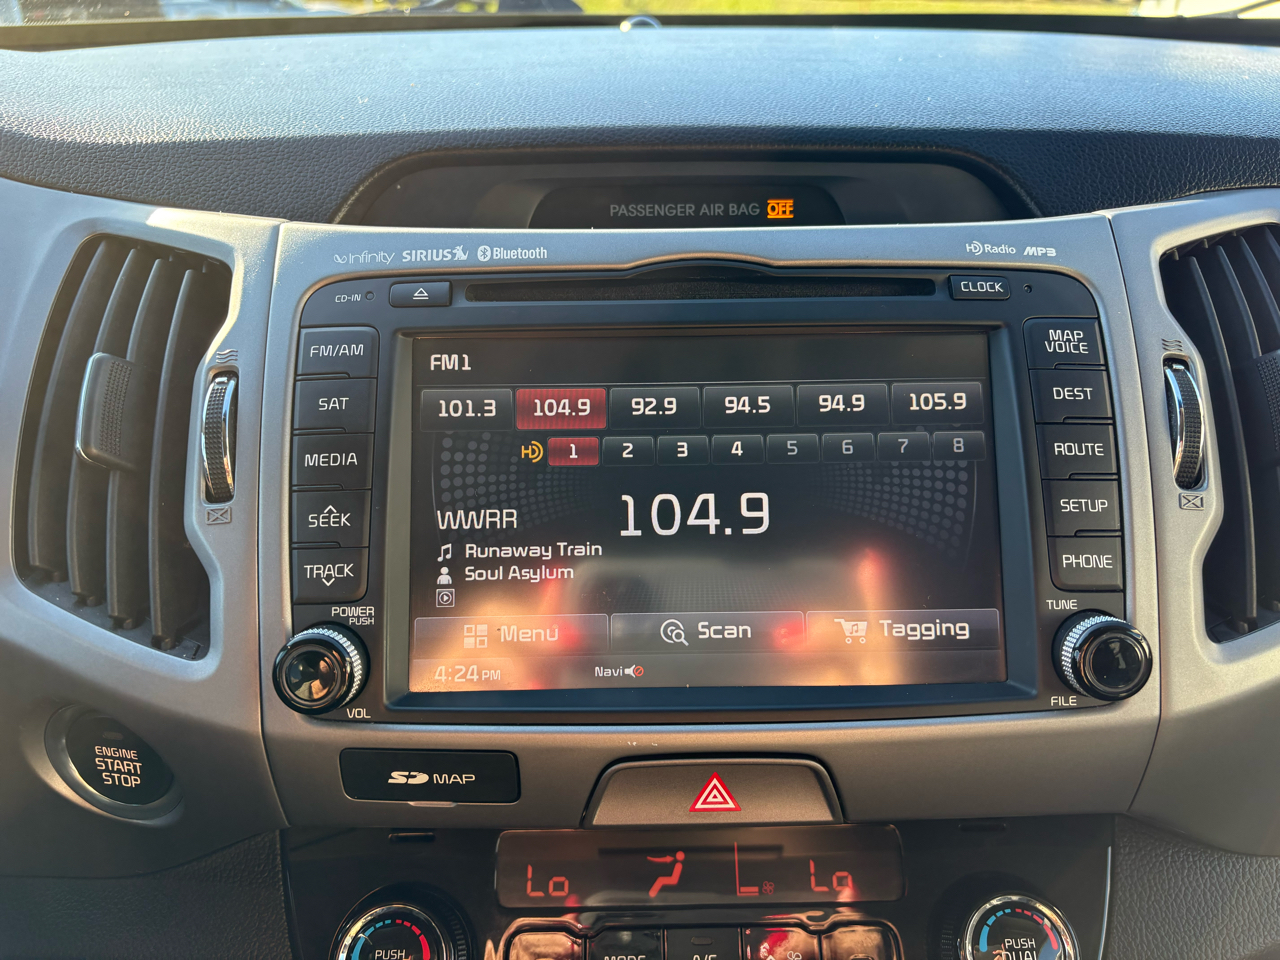 PASSENGER AIR BAG OFF
Infinity SIRIUS Bluetooth HD Radio MP3
CD-IN CLOCK
FM/AM
SAT
MEDIA
SEEK
TRACK
POWER
PUSH
VOL
FM1
101.3 104.9 92.9 94.5 94.9 105.9
HD 1 2 3 4 5 6 7 8
104.9
WWRR
Runaway Train
Soul Asylum
Menu Scan Tagging
4:24 PM Navi
MAP
VOICE
DEST
ROUTE
SETUP
PHONE
TUNE
FILE
ENGINE
START
STOP
SD MAP
Lo Lo
PUSH
MODE A/C
PUSH
DUAL